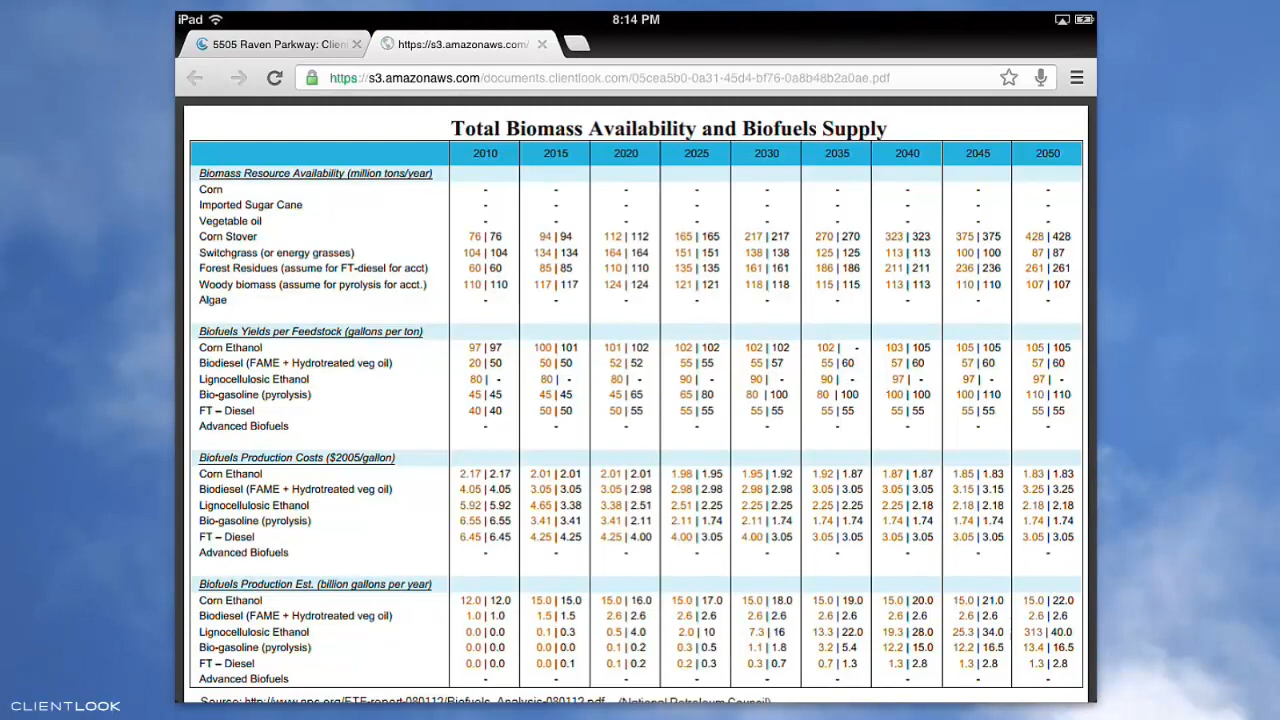 iPad 8:14 PM
5505 Raven Parkway: Clien https://s3.amazonaws.com/
https://s3.amazonaws.com/documents.clientlook.com/05cea5b0-0a31-45d4-bf76-0a8b48b2a0ae.pdf
Total Biomass Availability and Biofuels Supply
2010 2015 2020 2025 2030 2035 2040 2045 2050
Biomass Resource Availability (million tons/year)
Corn - - - - - - - - -
Imported Sugar Cane - - - - - - - - -
Vegetable oil - - - - - - - - -
Corn Stover 76 | 76 94 | 94 112 | 112 165 | 165 217 | 217 270 | 270 323 | 323 375 | 375 428 | 428
Switchgrass (or energy grasses) 104 | 104 134 | 134 164 | 164 151 | 151 138 | 138 125 | 125 113 | 113 100 | 100 87 | 87
Forest Residues (assume for FT-diesel for acct) 60 | 60 85 | 85 110 | 110 135 | 135 161 | 161 186 | 186 211 | 211 236 | 236 261 | 261
Woody biomass (assume for pyrolysis for acct.) 110 | 110 117 | 117 124 | 124 121 | 121 118 | 118 115 | 115 113 | 113 110 | 110 107 | 107
Algae - - - - - - - - -
Biofuels Yields per Feedstock (gallons per ton)
Corn Ethanol 97 | 97 100 | 101 101 | 102 102 | 102 102 | 102 102 | - 103 | 105 105 | 105 105 | 105
Biodiesel (FAME + Hydrotreated veg oil) 20 | 50 50 | 50 52 | 52 55 | 55 55 | 57 55 | 60 57 | 60 57 | 60 57 | 60
Lignocellulosic Ethanol 80 | - 80 | - 80 | - 90 | - 90 | - 90 | - 97 | - 97 | - 97 | -
Bio-gasoline (pyrolysis) 45 | 45 45 | 45 45 | 65 65 | 80 80 | 100 80 | 100 100 | 100 100 | 110 110 | 110
FT – Diesel 40 | 40 50 | 50 50 | 55 55 | 55 55 | 55 55 | 55 55 | 55 55 | 55 55 | 55
Advanced Biofuels - - - - - - - - -
Biofuels Production Costs ($2005/gallon)
Corn Ethanol 2.17 | 2.17 2.01 | 2.01 2.01 | 2.01 1.98 | 1.95 1.95 | 1.92 1.92 | 1.87 1.87 | 1.87 1.85 | 1.83 1.83 | 1.83
Biodiesel (FAME + Hydrotreated veg oil) 4.05 | 4.05 3.05 | 3.05 3.05 | 2.98 2.98 | 2.98 2.98 | 2.98 3.05 | 3.05 3.05 | 3.05 3.15 | 3.15 3.25 | 3.25
Lignocellulosic Ethanol 5.92 | 5.92 4.65 | 3.38 3.38 | 2.51 2.51 | 2.25 2.25 | 2.25 2.25 | 2.25 2.25 | 2.18 2.18 | 2.18 2.18 | 2.18
Bio-gasoline (pyrolysis) 6.55 | 6.55 3.41 | 3.41 3.41 | 2.11 2.11 | 1.74 2.11 | 1.74 1.74 | 1.74 1.74 | 1.74 1.74 | 1.74 1.74 | 1.74
FT – Diesel 6.45 | 6.45 4.25 | 4.25 4.25 | 4.00 4.00 | 3.05 4.00 | 3.05 3.05 | 3.05 3.05 | 3.05 3.05 | 3.05 3.05 | 3.05
Advanced Biofuels - - - - - - - - -
Biofuels Production Est. (billion gallons per year)
Corn Ethanol 12.0 | 12.0 15.0 | 15.0 15.0 | 16.0 15.0 | 17.0 15.0 | 18.0 15.0 | 19.0 15.0 | 20.0 15.0 | 21.0 15.0 | 22.0
Biodiesel (FAME + Hydrotreated veg oil) 1.0 | 1.0 1.5 | 1.5 2.6 | 2.6 2.6 | 2.6 2.6 | 2.6 2.6 | 2.6 2.6 | 2.6 2.6 | 2.6 2.6 | 2.6
Lignocellulosic Ethanol 0.0 | 0.0 0.1 | 0.3 0.5 | 4.0 2.0 | 10 7.3 | 16 13.3 | 22.0 19.3 | 28.0 25.3 | 34.0 313 | 40.0
Bio-gasoline (pyrolysis) 0.0 | 0.0 0.0 | 0.0 0.1 | 0.2 0.3 | 0.5 1.1 | 1.8 3.2 | 5.4 12.2 | 15.0 12.2 | 16.5 13.4 | 16.5
FT – Diesel 0.0 | 0.0 0.0 | 0.1 0.1 | 0.2 0.2 | 0.3 0.3 | 0.7 0.7 | 1.3 1.3 | 2.8 1.3 | 2.8 1.3 | 2.8
Advanced Biofuels - - - - - - - - -
Source: (National Petroleum Council)
CLIENTLOOK